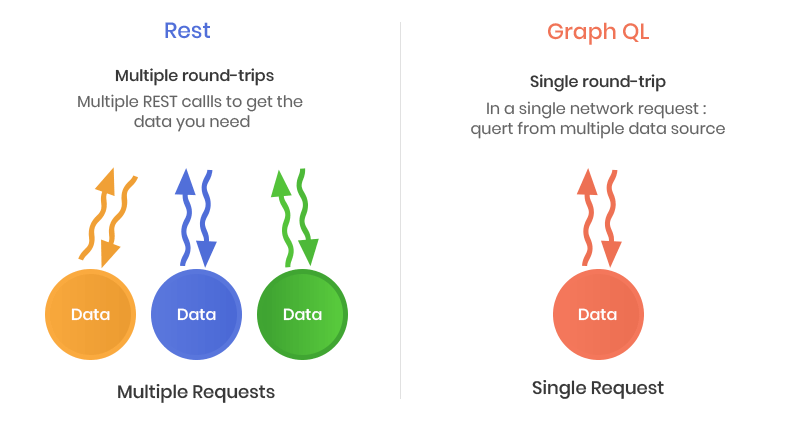 Rest
Multiple round-trips
Multiple REST callls to get the
data you need
Data
Data
Data
Multiple Requests
Graph QL
Single round-trip
In a single network request :
quert from multiple data source
Data
Single Request